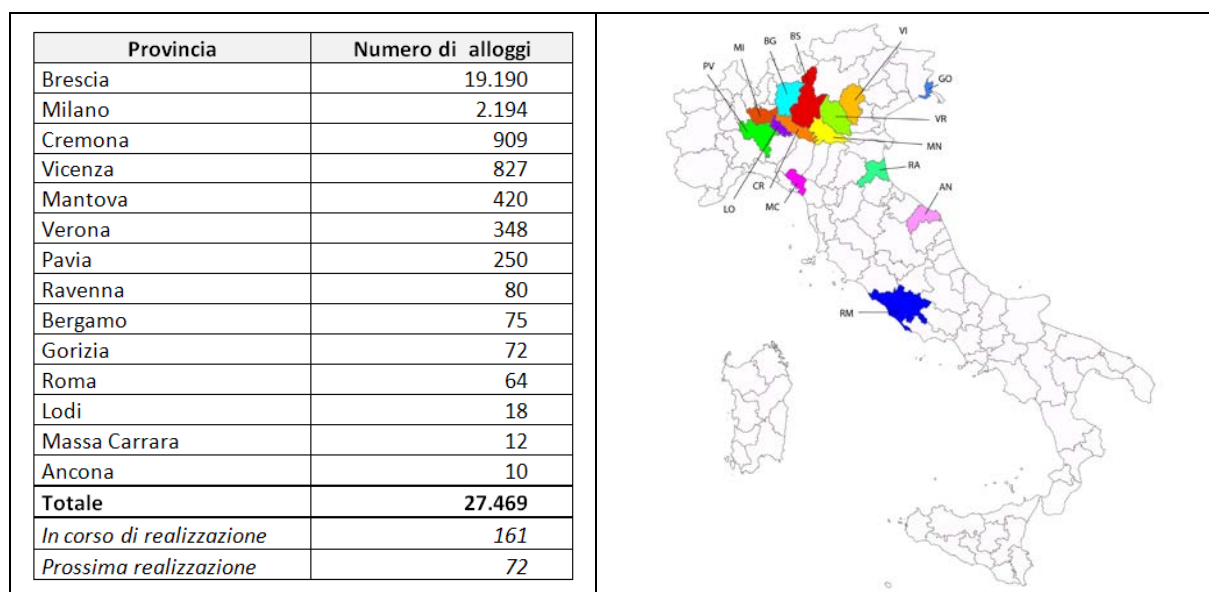 Provincia Numero di alloggi
Brescia 19.190
Milano 2.194
Cremona 909
Vicenza 827
Mantova 420
Verona 348
Pavia 250
Ravenna 80
Bergamo 75
Gorizia 72
Roma 64
Lodi 18
Massa Carrara 12
Ancona 10
Totale 27.469
In corso di realizzazione 161
Prossima realizzazione 72
VI
BS
BG
MI
PV
GO
VR
MN
RA
AN
CR
MC
LO
RM